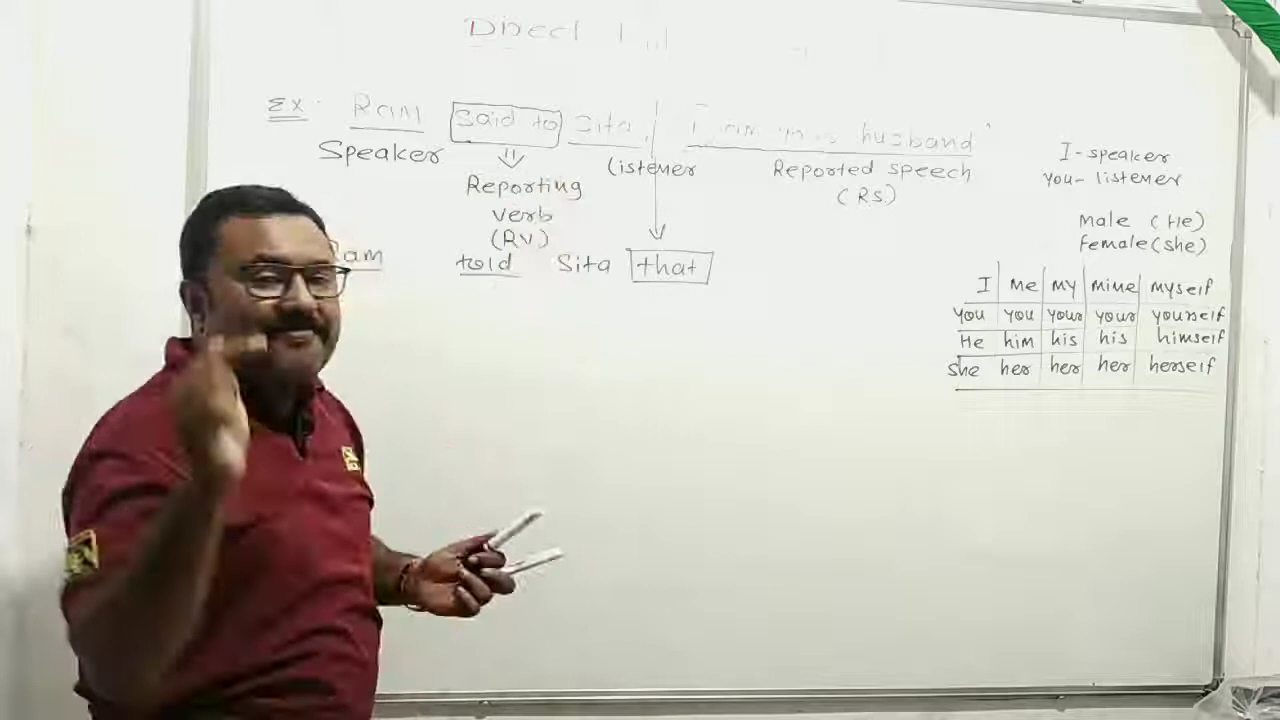 Direct
Ex. Ram Said to Sita, I am husband"
Speaker Listener Reported speech
(R.S.)
Reporting
verb
(RV)
Ram told Sita that
I - speaker
you - listener
Male (He)
Female (she)
I me my mine myself
you you your your yourself
He him his his himself
She her her her herself